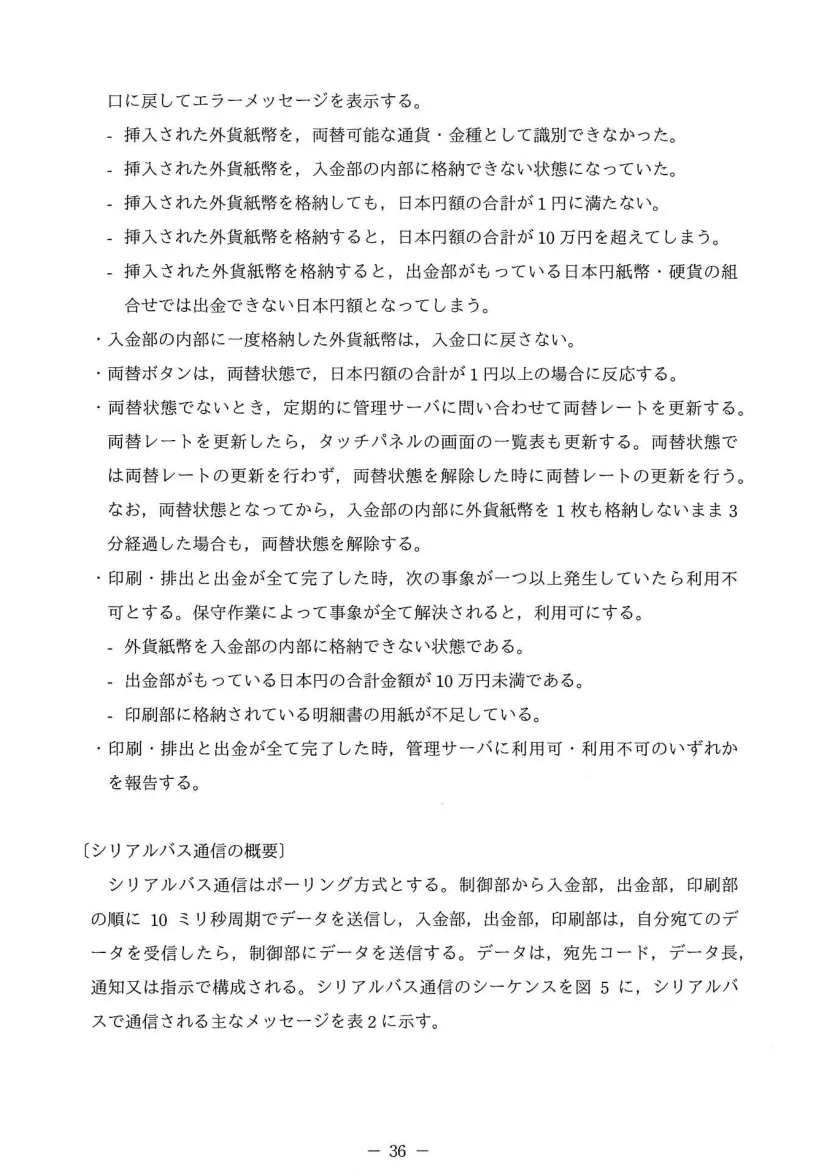 口に戻してエラーメッセージを表示する。
- 挿入された外貨紙幣を，両替可能な通貨・金種として識別できなかった。
- 挿入された外貨紙幣を，入金部の内部に格納できない状態になっていた。
- 挿入された外貨紙幣を格納しても，日本円額の合計が1円に満たない。
- 挿入された外貨紙幣を格納すると，日本円額の合計が10万円を超えてしまう。
- 挿入された外貨紙幣を格納すると，出金部がもっている日本円紙幣・硬貨の組
合せでは出金できない日本円額となってしまう。
・入金部の内部に一度格納した外貨紙幣は，入金口に戻さない。
・両替ボタンは，両替状態で，日本円額の合計が1円以上の場合に反応する。
・両替状態でないとき，定期的に管理サーバに問い合わせて両替レートを更新する。
両替レートを更新したら，タッチパネルの画面の一覧表も更新する。両替状態で
は両替レートの更新を行わず，両替状態を解除した時に両替レートの更新を行う。
なお，両替状態となってから，入金部の内部に外貨紙幣を1枚も格納しないまま3
分経過した場合も，両替状態を解除する。
・印刷・排出と出金が全て完了した時，次の事象が一つ以上発生していたら利用不
可とする。保守作業によって事象が全て解決されると，利用可にする。
- 外貨紙幣を入金部の内部に格納できない状態である。
- 出金部がもっている日本円の合計金額が10万円未満である。
- 印刷部に格納されている明細書の用紙が不足している。
・印刷・排出と出金が全て完了した時，管理サーバに利用可・利用不可のいずれか
を報告する。
〔シリアルバス通信の概要〕
シリアルバス通信はポーリング方式とする。制御部から入金部，出金部，印刷部
の順に 10 ミリ秒周期でデータを送信し，入金部，出金部，印刷部は，自分宛てのデ
ータを受信したら，制御部にデータを送信する。データは，宛先コード，データ長，
通知又は指示で構成される。シリアルバス通信のシーケンスを図 5 に，シリアルバ
スで通信される主なメッセージを表2に示す。
― 36 ―